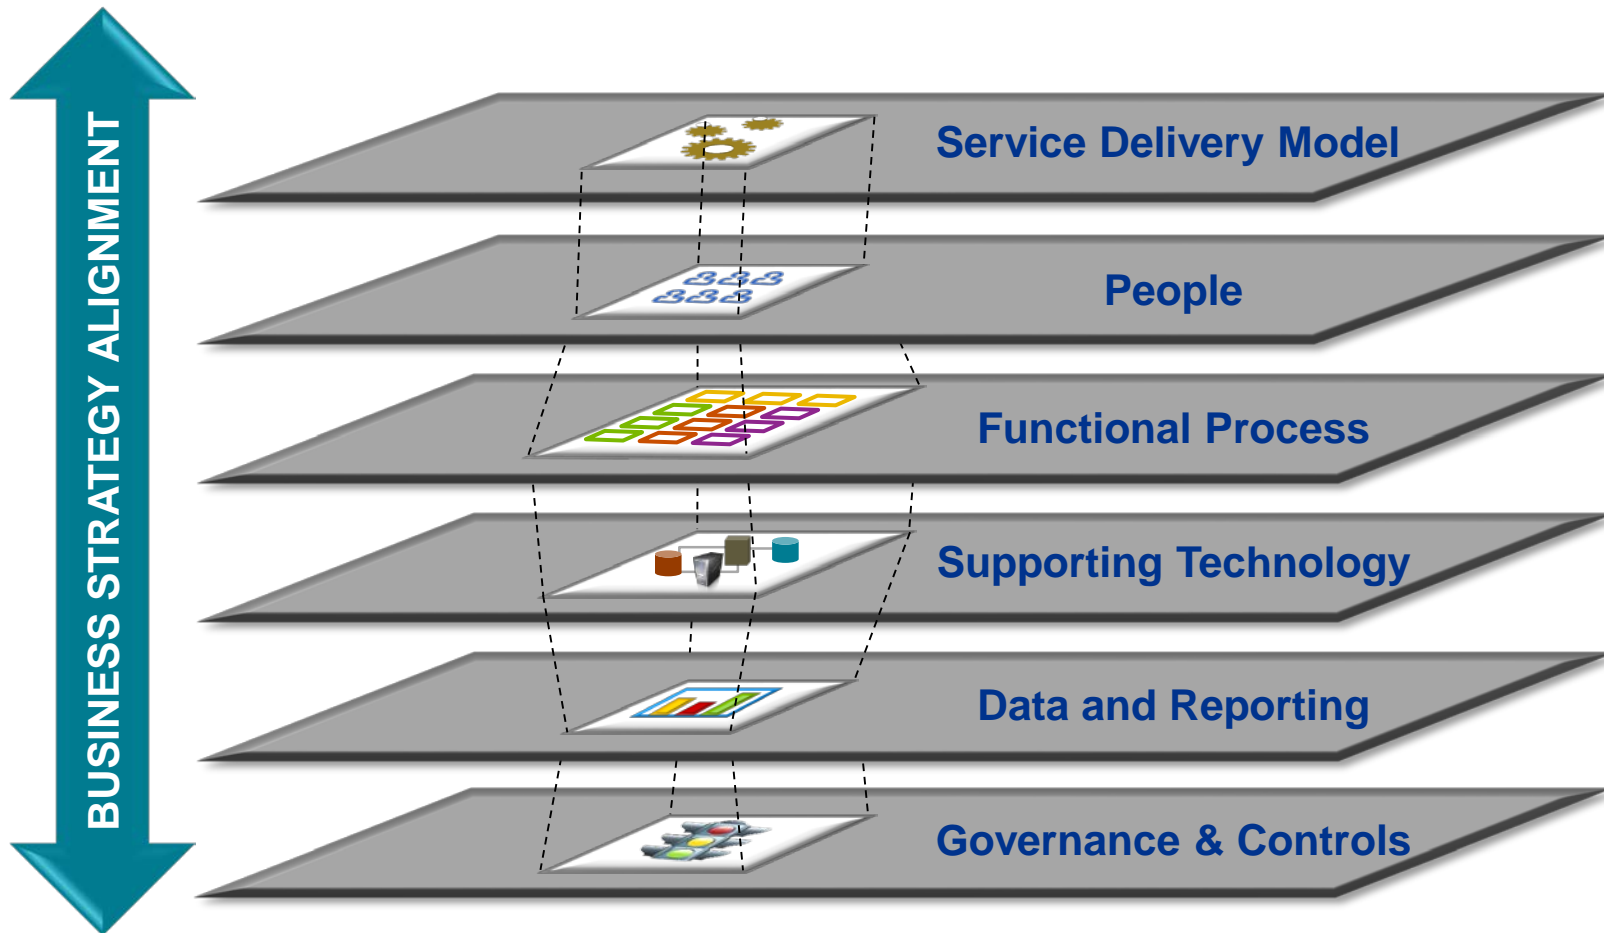 BUSINESS STRATEGY ALIGNMENT
Service Delivery Model
People
Functional Process
Supporting Technology
Data and Reporting
Governance & Controls